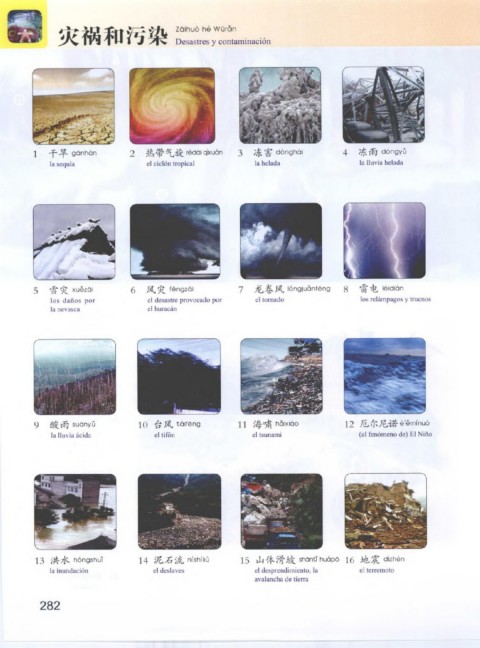 灾祸和污染 Zāihuò hé Wūrǎn
Desastres y contaminación
1 干旱 gānhàn
la sequía
2 热带气旋 rèdài qìxuán
el ciclón tropical
3 冻害 dònghài
la helada
4 冻雨 dòngyǔ
la lluvia helada
5 雪灾 xuězāi
los daños por
la nevasca
6 风灾 fēngzāi
el desastre provocado por
el huracán
7 龙卷风 lóngjuǎnfēng
el tornado
8 雷电 léidiàn
los relámpagos y truenos
9 酸雨 suānyǔ
la lluvia ácida
10 台风 táifēng
el tifón
11 海啸 hǎixiào
el tsunami
12 厄尔尼诺 è'ěrnínuò
(el fenómeno de) El Niño
13 洪水 hóngshuǐ
la inundación
14 泥石流 níshíliú
el deslave
15 山体滑坡 shāntǐ huápō
el desprendimiento, la
avalancha de tierra
16 地震 dìzhèn
el terremoto
282